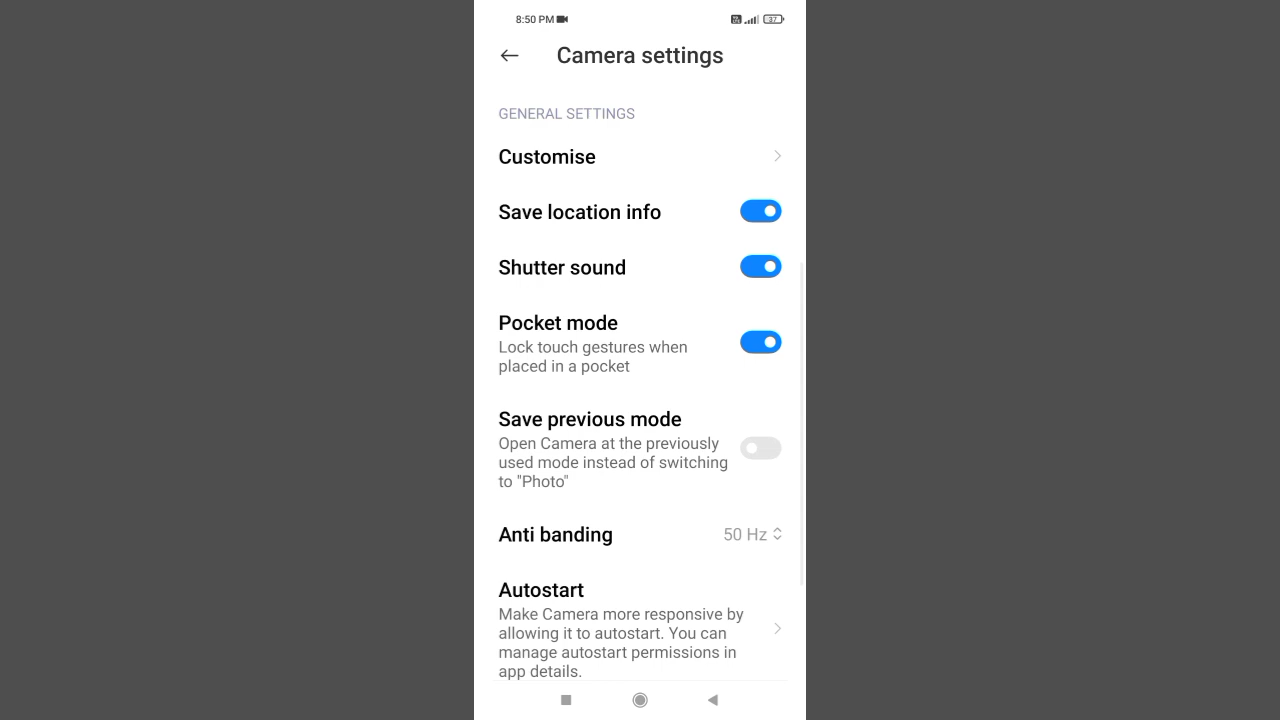 8:50 PM
37
Camera settings
GENERAL SETTINGS
Customise
Save location info
Shutter sound
Pocket mode
Lock touch gestures when
placed in a pocket
Save previous mode
Open Camera at the previously
used mode instead of switching
to "Photo"
Anti banding
50 Hz
Autostart
Make Camera more responsive by
allowing it to autostart. You can
manage autostart permissions in
app details.